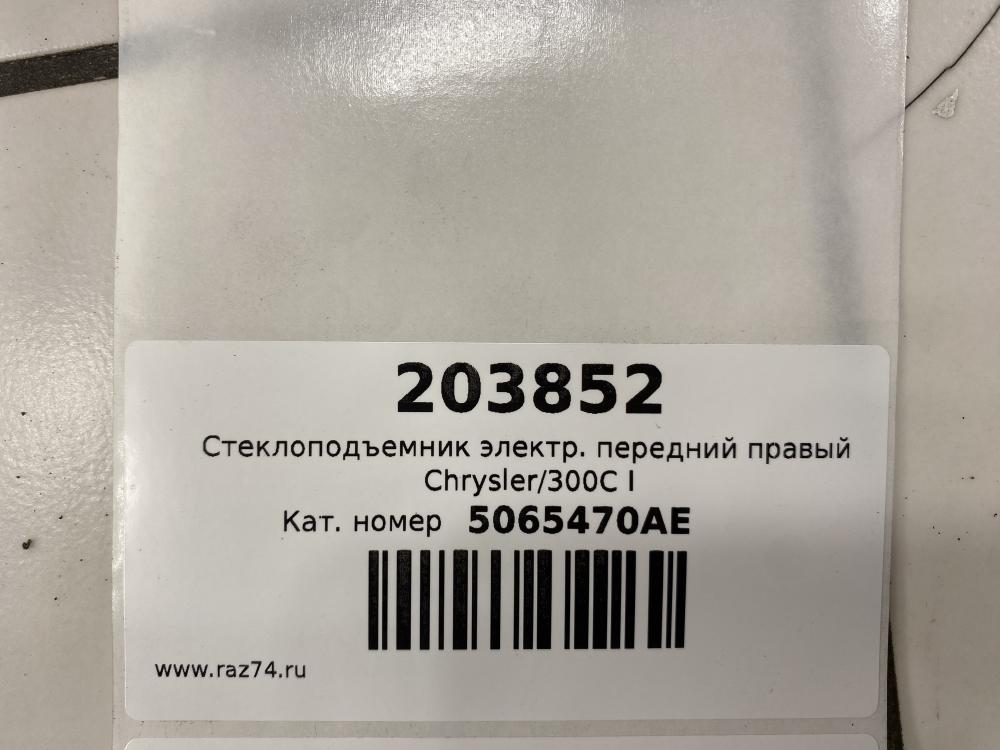 203852
Стеклоподъемник электр. передний правый
Chrysler/300C I
Кат. номер 5065470AE
www.raz74.ru